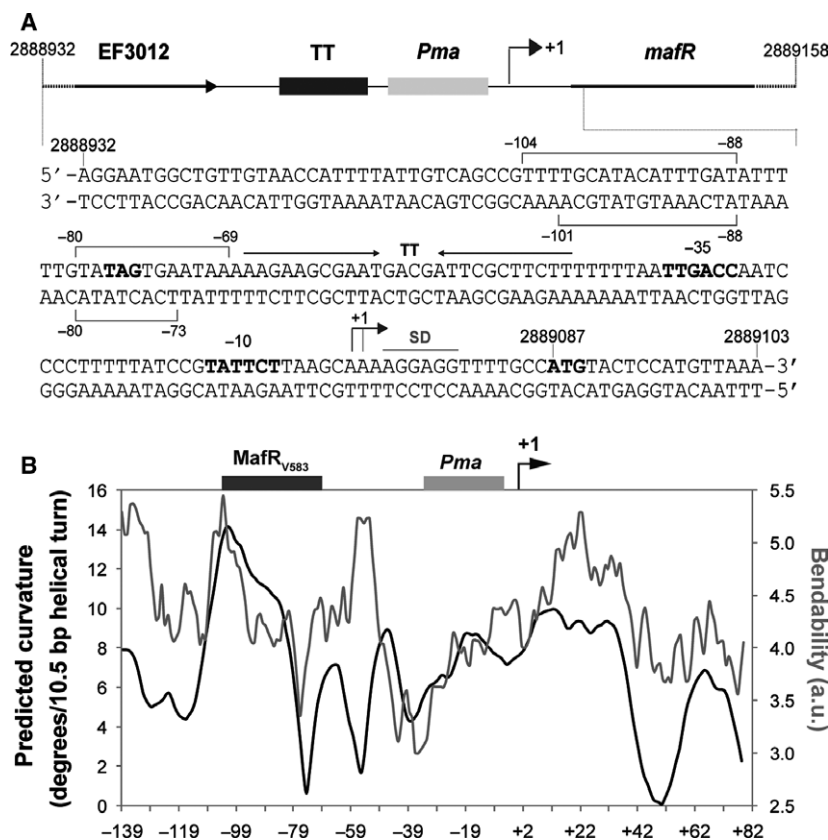 A
2888932 EF3012 TT Pma +1 mafR 2889158
2888932 −104 −88
5′ -AGGAATGGCTGTTGTAACCATTTTATTGTCAGCCGTTTTGCATACATTTGATATTT
3′ -TCCTTACCGACAACATTGGTAAAATAACAGTCGGCAAAACGTATGTAAACTATAAA
−80 −69 TT −101 −88 −35
TTGTATAGTGAATAAAAAGAAGCGAATGACGATTCGCTTCTTTTTTTAATTGACCAATC
AACATATCACTTATTTTTCTTCGCTTACTGCTAAGCGAAGAAAAAAATTAACTGGTTAG
−80 −73
−10 +1 SD 2889087 2889103
CCCTTTTTATCCGTATTCTTAAGCAAAAGGAGGTTTTGCCATGTACTCCATGTTAAA-3′
GGGAAAAATAGGCATAAGAATTCGTTTTCCTCCAAAACGGTACATGAGGTACAATTT-5′
B
MafRV583 Pma +1
Predicted curvature
(degrees/10.5 bp helical turn)
16
14
12
10
8
6
4
2
0
5.5
5.0
4.5
4.0
3.5
3.0
2.5
Bendability (a.u.)
−139 −119 −99 −79 −59 −39 −19 +2 +22 +42 +62 +82